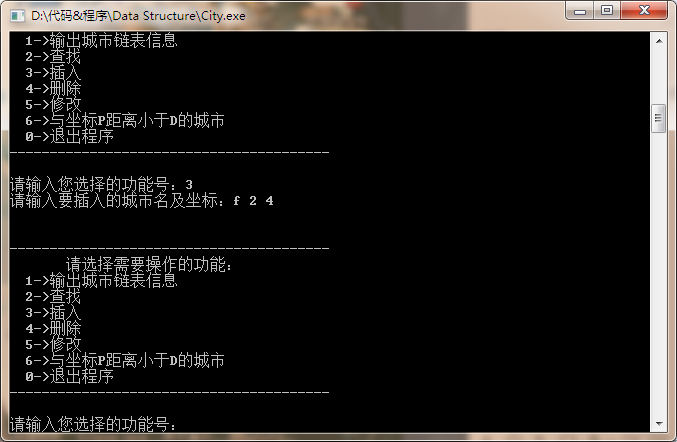 D:\代码&程序\Data Structure\City.exe
1->输出城市链表信息
2->查找
3->插入
4->删除
5->修改
6->与坐标P距离小于D的城市
0->退出程序
----------------------------------------
请输入您选择的功能号：3
请输入要插入的城市名及坐标：f 2 4
----------------------------------------
请选择需要操作的功能：
1->输出城市链表信息
2->查找
3->插入
4->删除
5->修改
6->与坐标P距离小于D的城市
0->退出程序
----------------------------------------
请输入您选择的功能号：